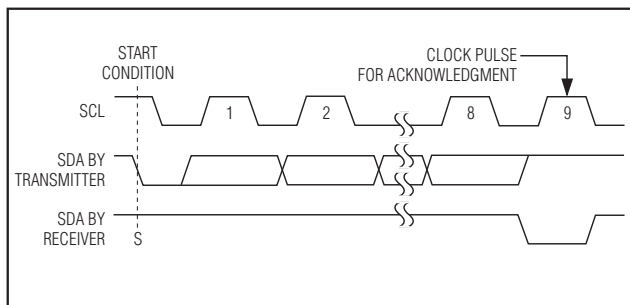 START
CONDITION
CLOCK PULSE
FOR ACKNOWLEDGMENT
SCL
1
2
8
9
SDA BY
TRANSMITTER
SDA BY
RECEIVER
S